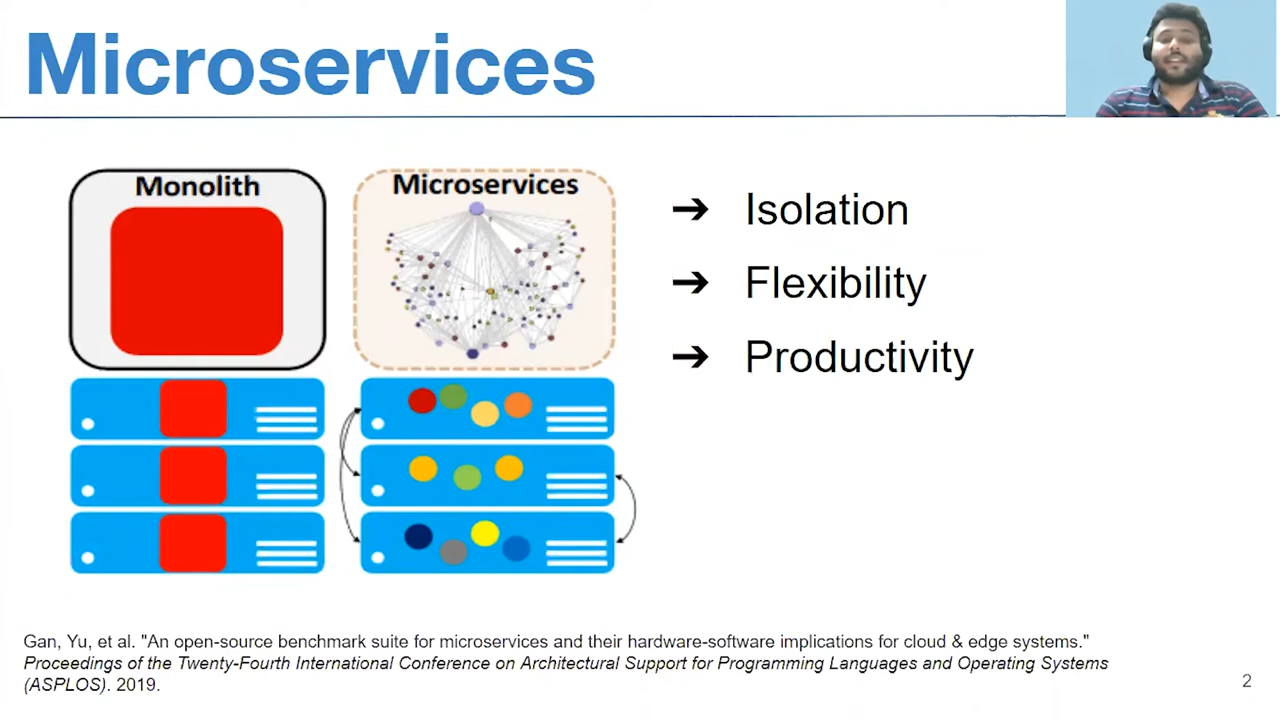 Microservices
Monolith
Microservices
➔ Isolation
➔ Flexibility
➔ Productivity
Gan, Yu, et al. "An open-source benchmark suite for microservices and their hardware-software implications for cloud & edge systems."
Proceedings of the Twenty-Fourth International Conference on Architectural Support for Programming Languages and Operating Systems
(ASPLOS). 2019.
2